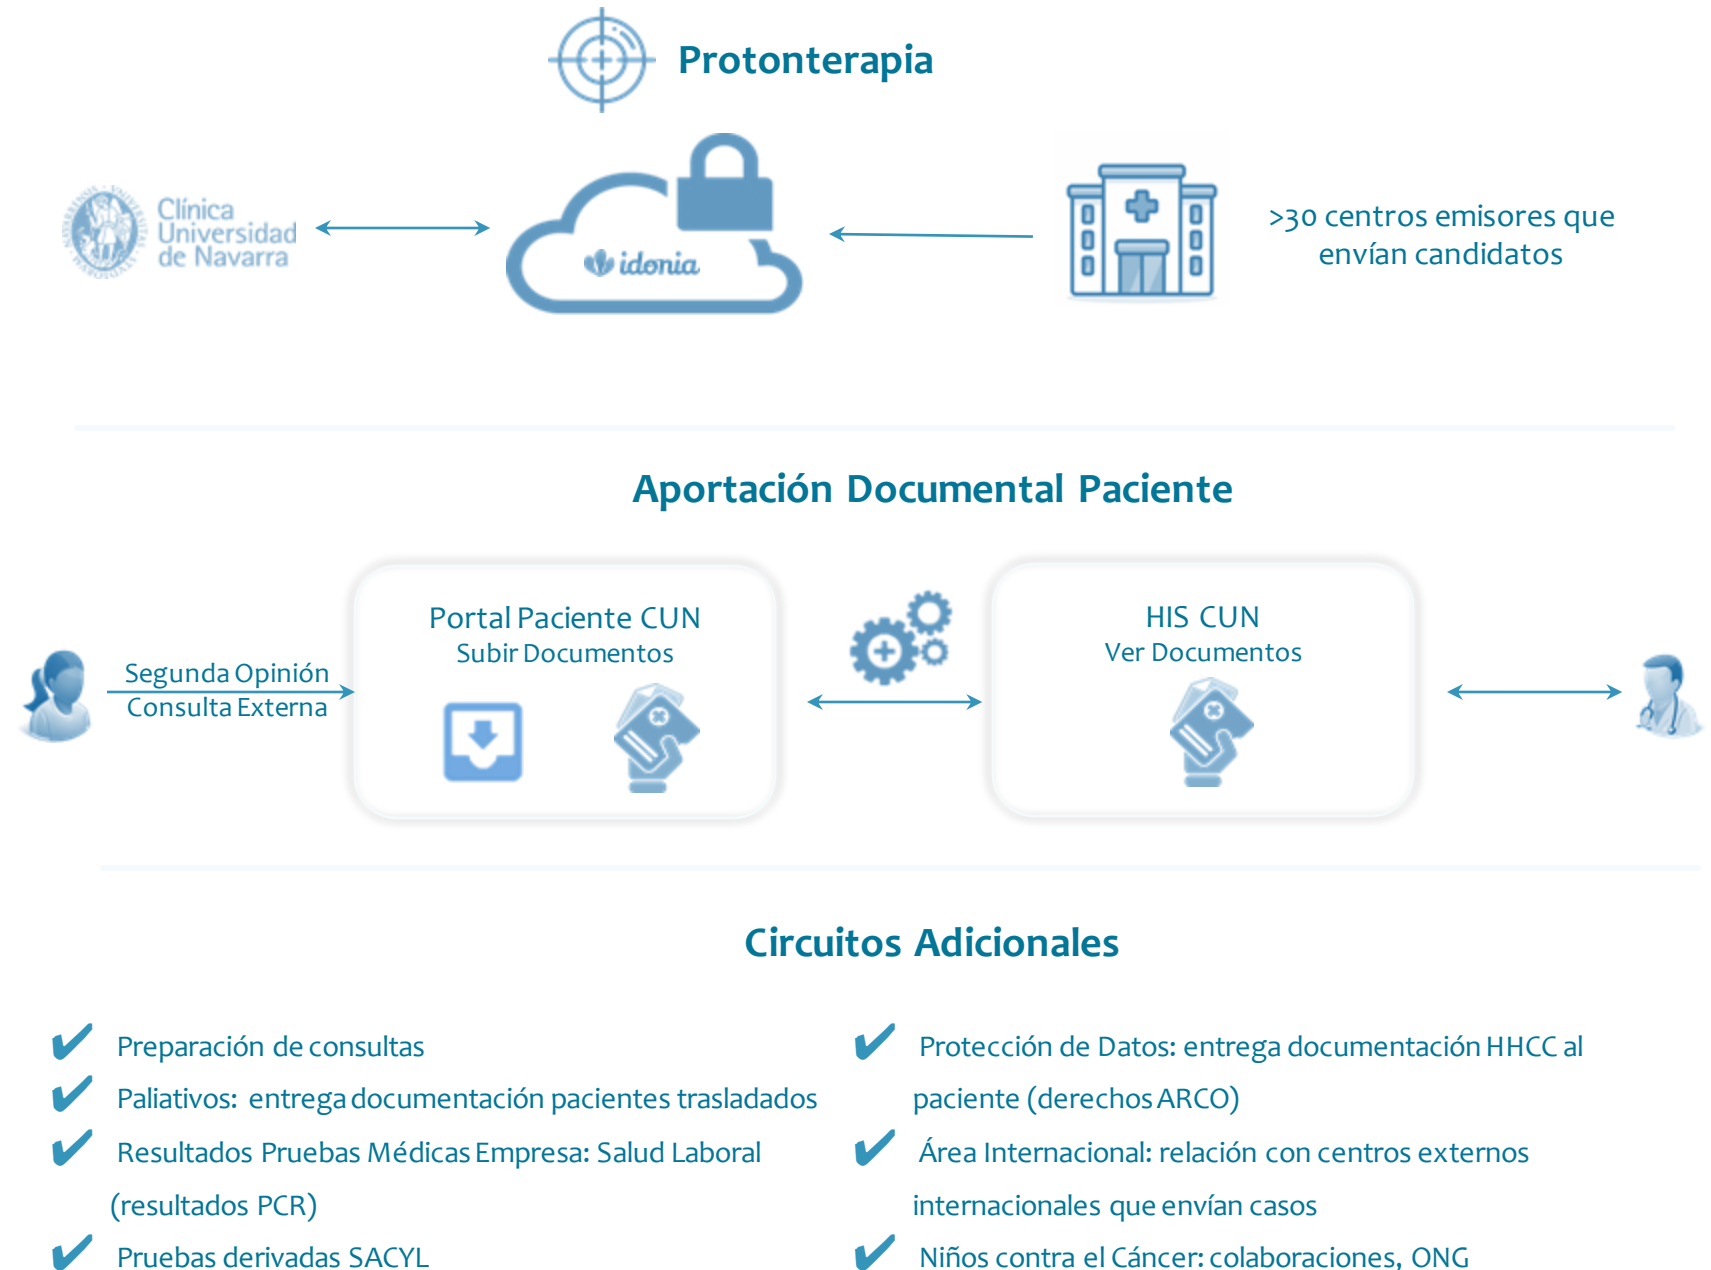 Protonterapia
Clínica
Universidad
de Navarra
idonia
>30 centros emisores que
envían candidatos
Aportación Documental Paciente
Segunda Opinión
Consulta Externa
Portal Paciente CUN
Subir Documentos
HIS CUN
Ver Documentos
Circuitos Adicionales
Preparación de consultas
Paliativos: entrega documentación pacientes trasladados
Resultados Pruebas Médicas Empresa: Salud Laboral
(resultados PCR)
Pruebas derivadas SACYL
Protección de Datos: entrega documentación HHCC al
paciente (derechos ARCO)
Área Internacional: relación con centros externos
internacionales que envían casos
Niños contra el Cáncer: colaboraciones, ONG